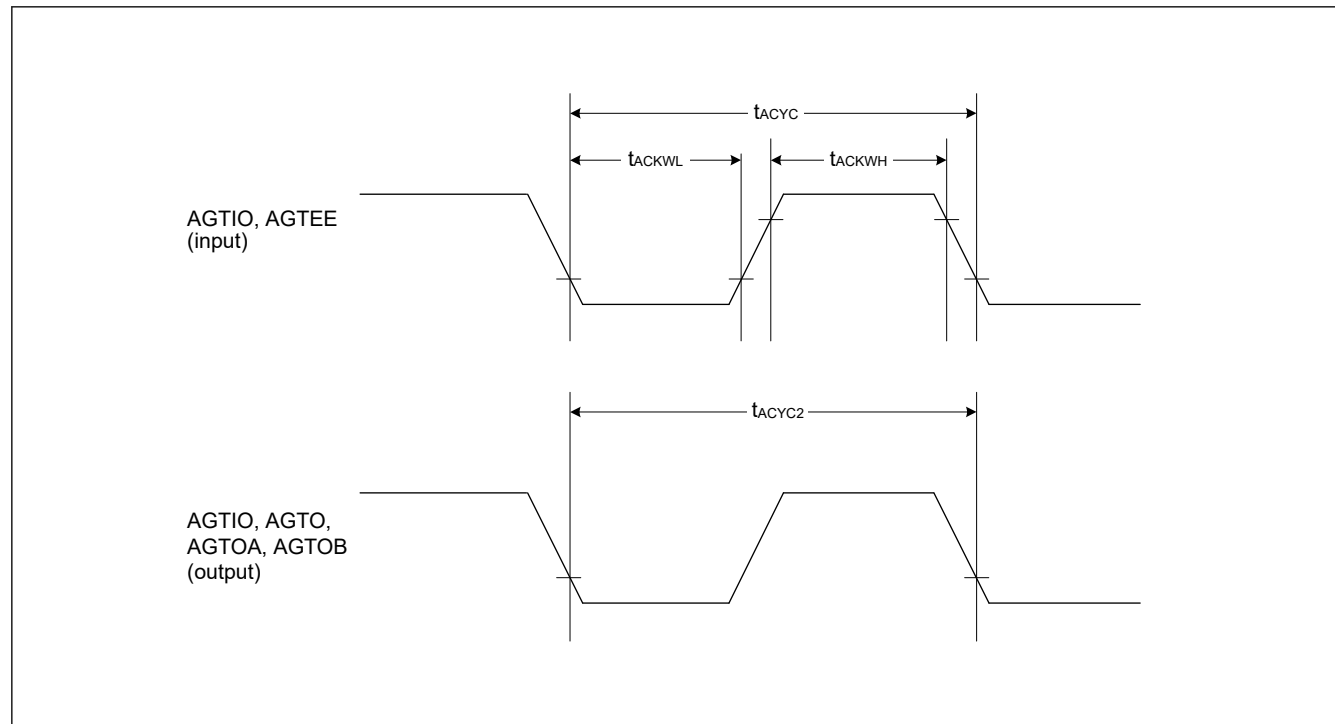 tACYC
tACKWL
tACKWH
AGTIO, AGTEE
(input)
tACYC2
AGTIO, AGTO,
AGTOA, AGTOB
(output)